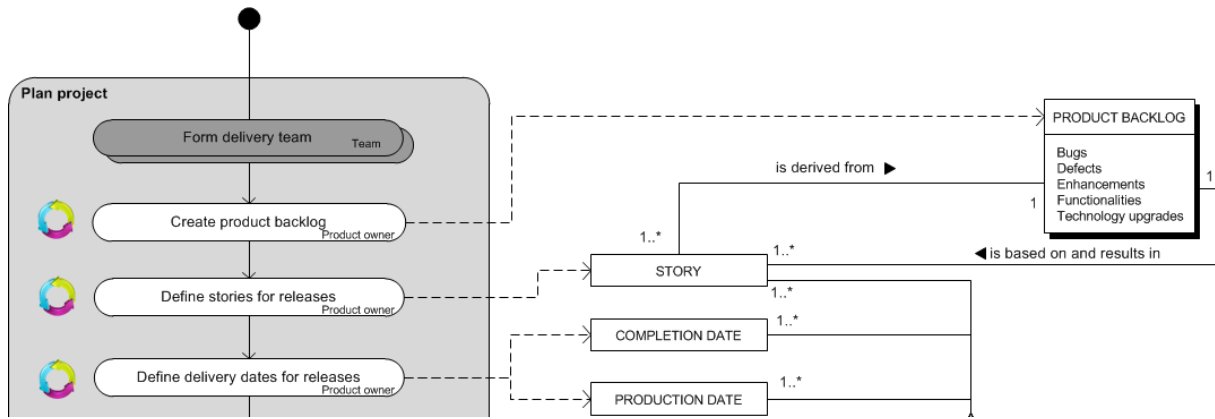 Plan project
Form delivery team
Team
Create product backlog
Product owner
Define stories for releases
Product owner
Define delivery dates for releases
Product owner
PRODUCT BACKLOG
Bugs
Defects
Enhancements
Functionalities
Technology upgrades
is derived from ►
1
1
1..*
1..*
◄ is based on and results in
STORY
1..*
COMPLETION DATE
1..*
PRODUCTION DATE
1..*